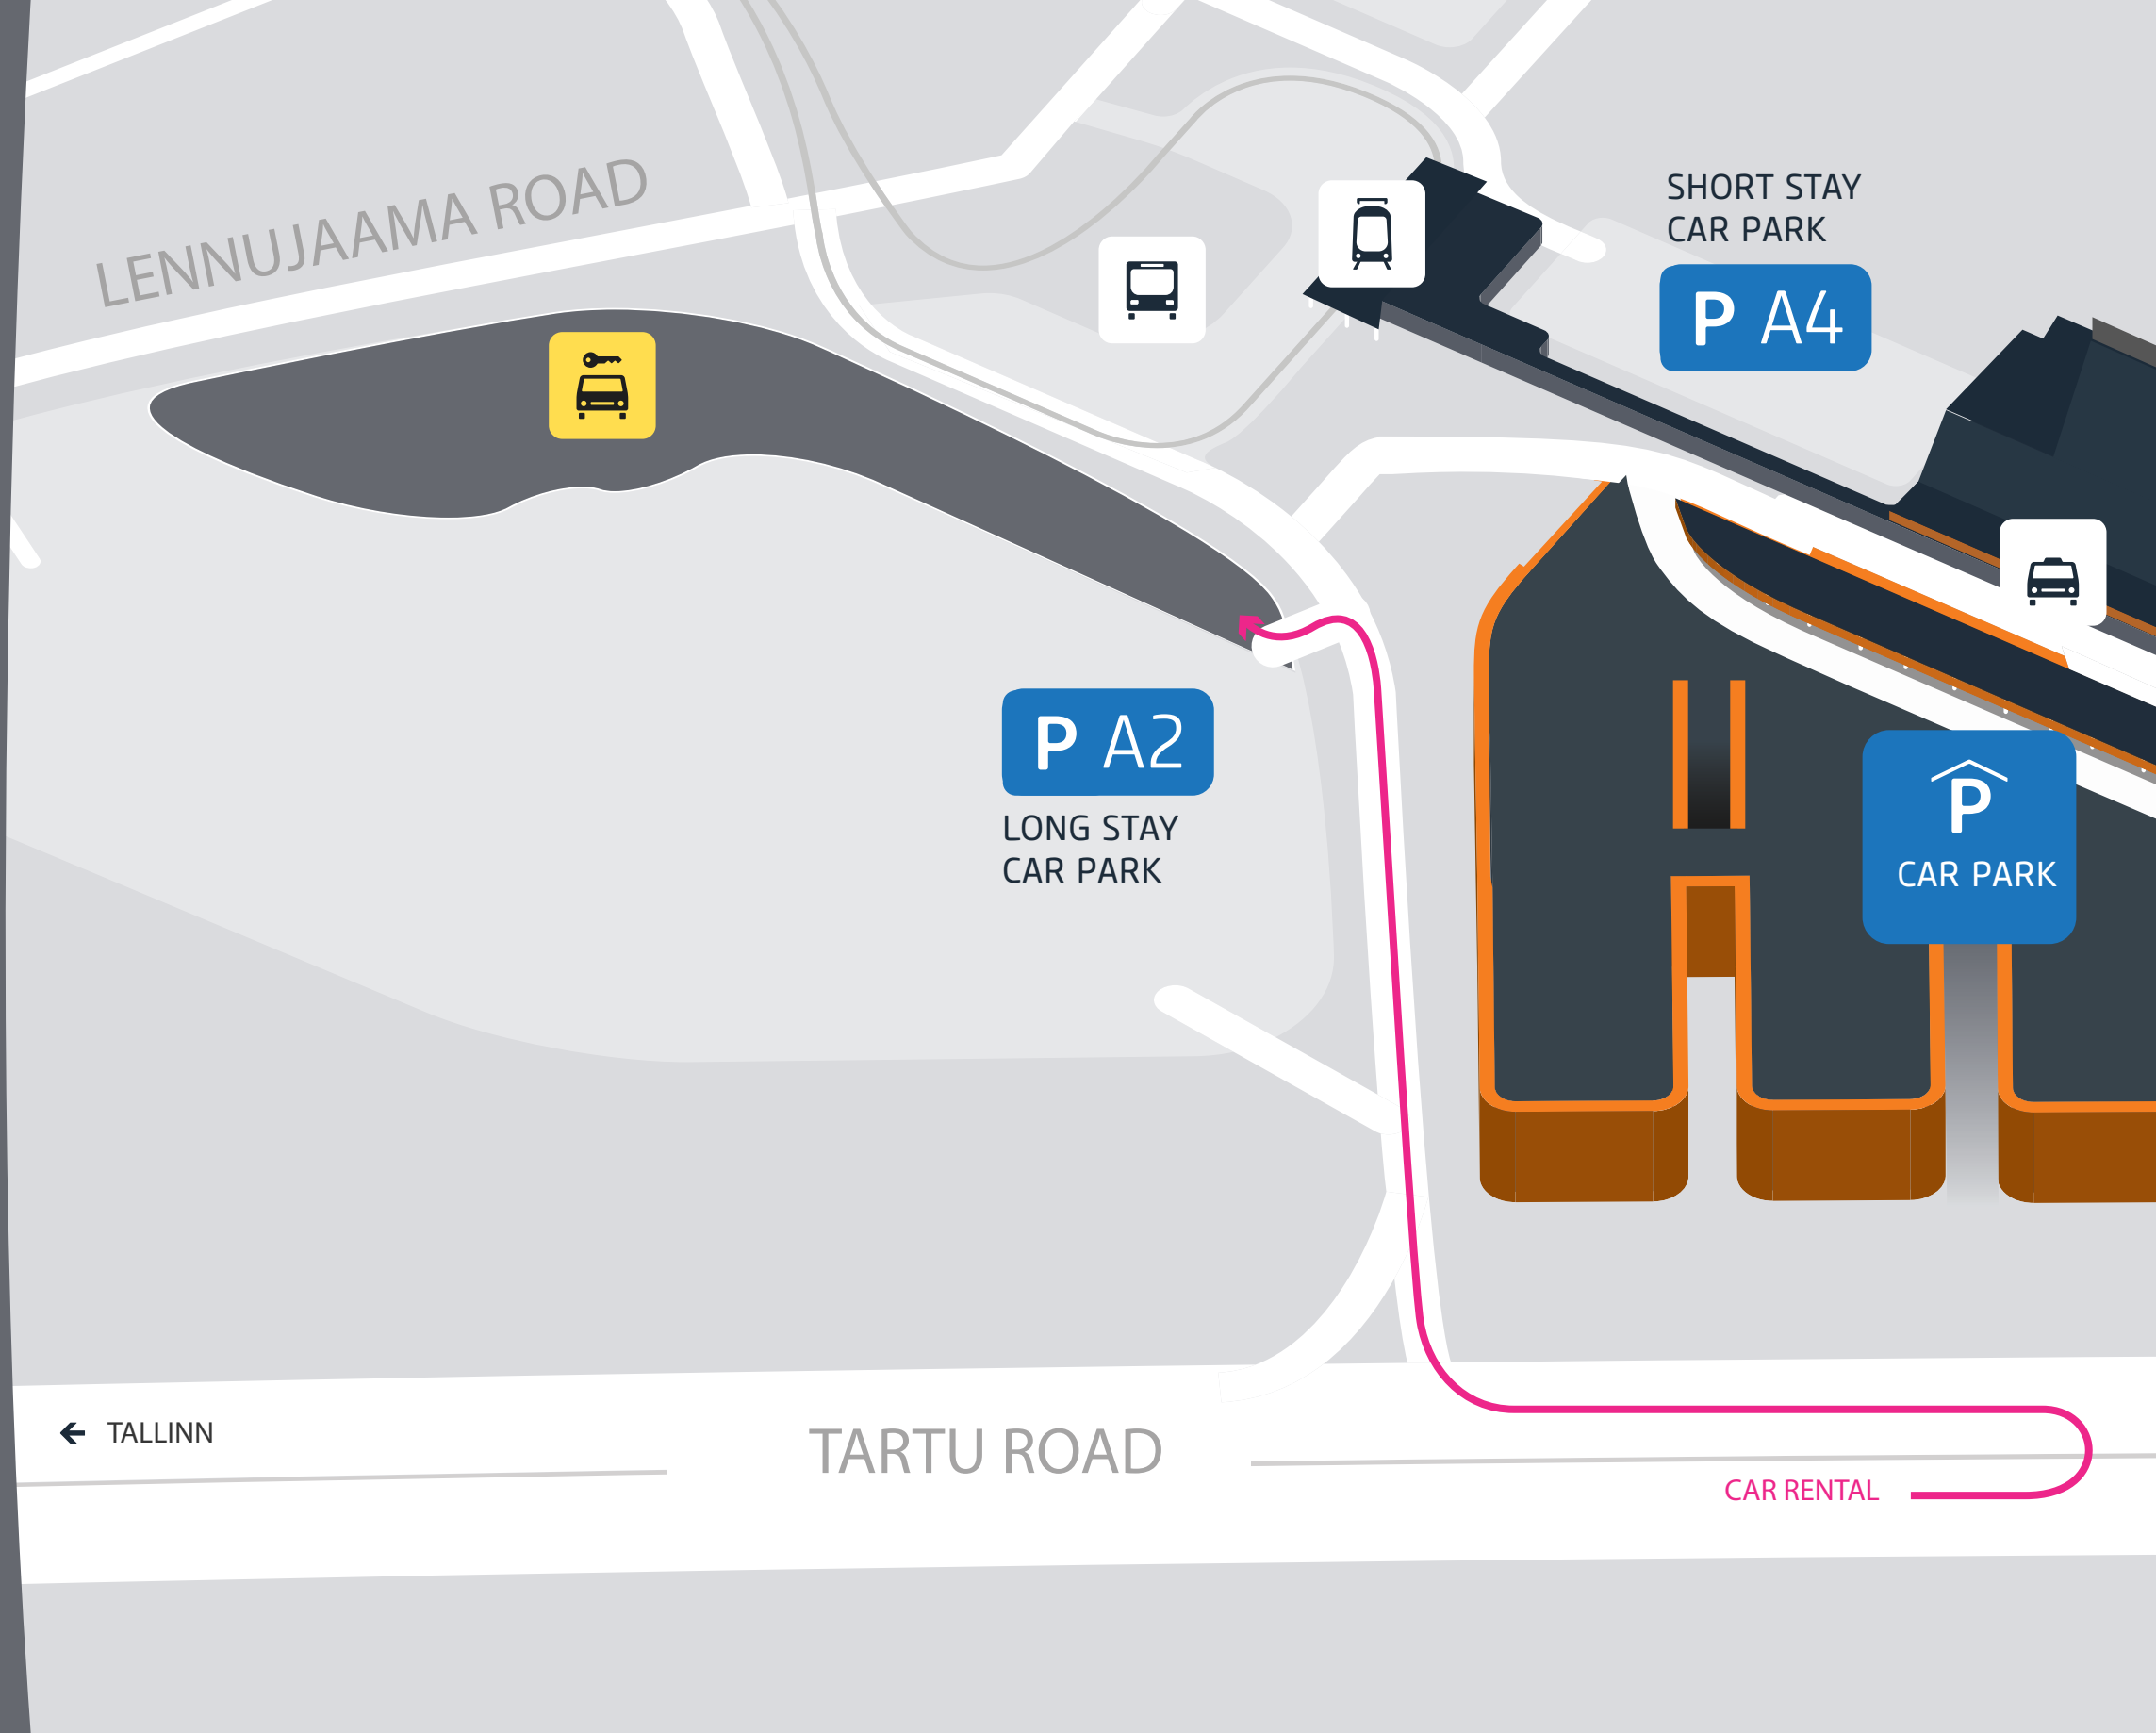 LENNUJAAMA ROAD
SHORT STAY
CAR PARK
P A4
P A2
LONG STAY
CAR PARK
P
CAR PARK
TALLINN
TARTU ROAD
CAR RENTAL